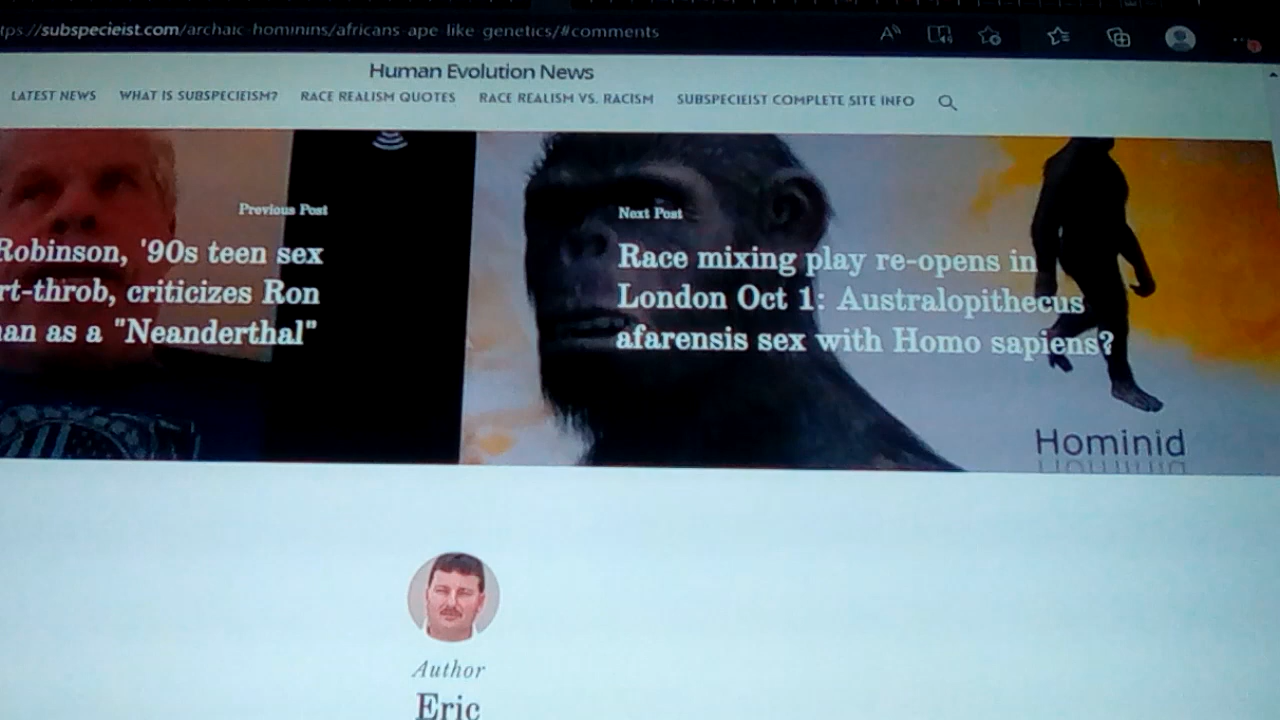 tps://subspecieist.com/archaic-hominins/africans-ape-like-genetics/#comments
Human Evolution News
LATEST NEWS WHAT IS SUBSPECIEISM? RACE REALISM QUOTES RACE REALISM VS. RACISM SUBSPECIEIST COMPLETE SITE INFO
Previous Post
Robinson, '90s teen sex
rt-throb, criticizes Ron
an as a "Neanderthal"
Next Post
Race mixing play re-opens in
London Oct 1: Australopithecus
afarensis sex with Homo sapiens?
Hominid
Author
Eric